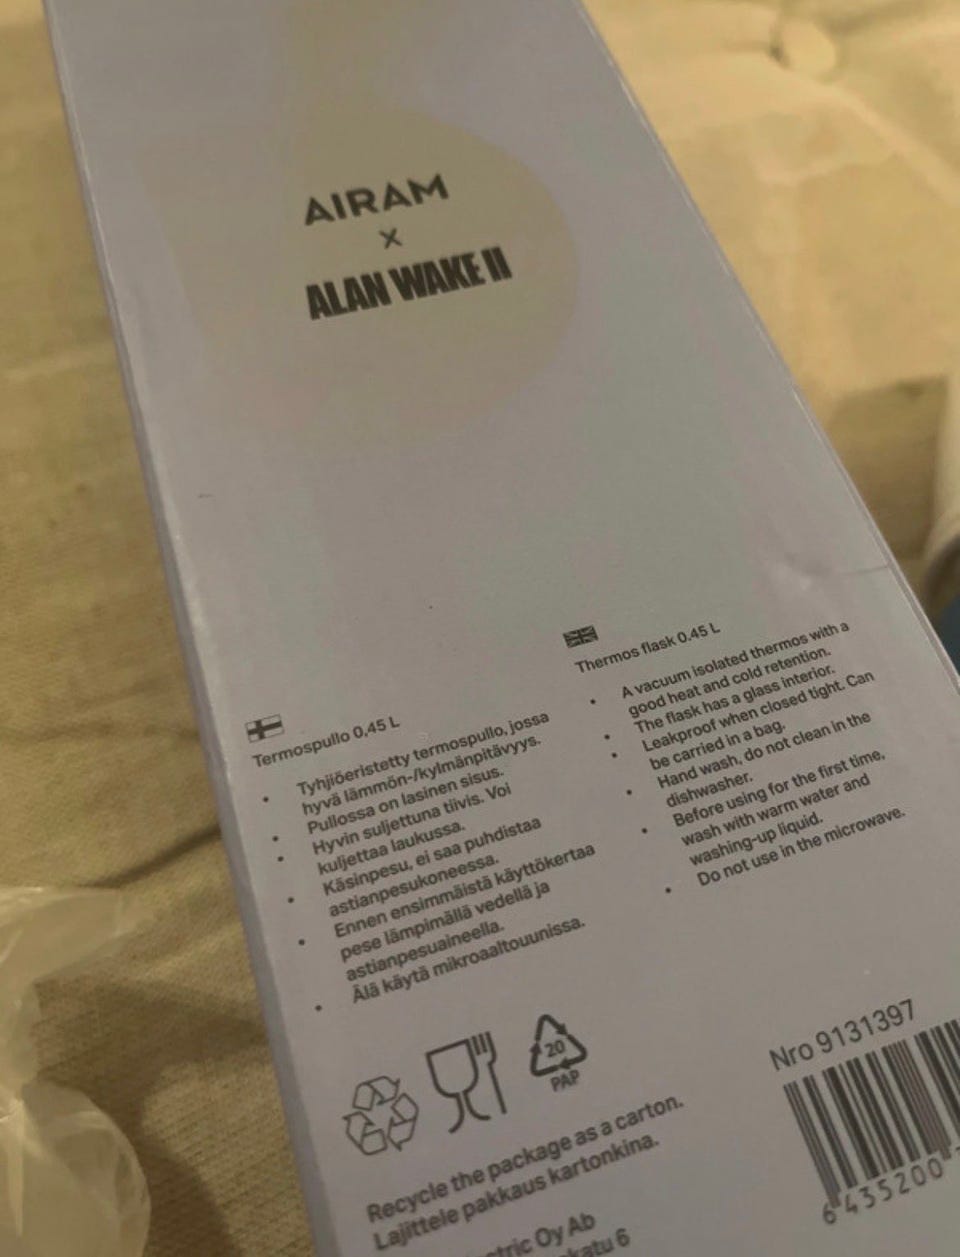 AIRAM
x
ALAN WAKE II
Termospullo 0,45 L
• Tyhjiöeristetty termospullo, jossa
hyvä lämmön-/kylmänpitävyys.
• Pullossa on lasinen sisus.
• Hyvin suljettuna tiivis. Voi
kuljettaa laukussa.
• Käsinpesu, ei saa puhdistaa
astianpesukoneessa.
• Ennen ensimmäistä käyttökertaa
pese lämpimällä vedellä ja
astianpesuaineella.
• Älä käytä mikroaaltouunissa.
Thermos flask 0.45 L
• A vacuum isolated thermos with a
good heat and cold retention.
• The flask has a glass interior.
• Leakproof when closed tight. Can
be carried in a bag.
• Hand wash, do not clean in the
dishwasher.
• Before using for the first time,
wash with warm water and
washing-up liquid.
• Do not use in the microwave.
20
PAP
Recycle the package as a carton.
Lajittele pakkaus kartonkina.
Oy Ab
6
Nro 9131397
6 435200